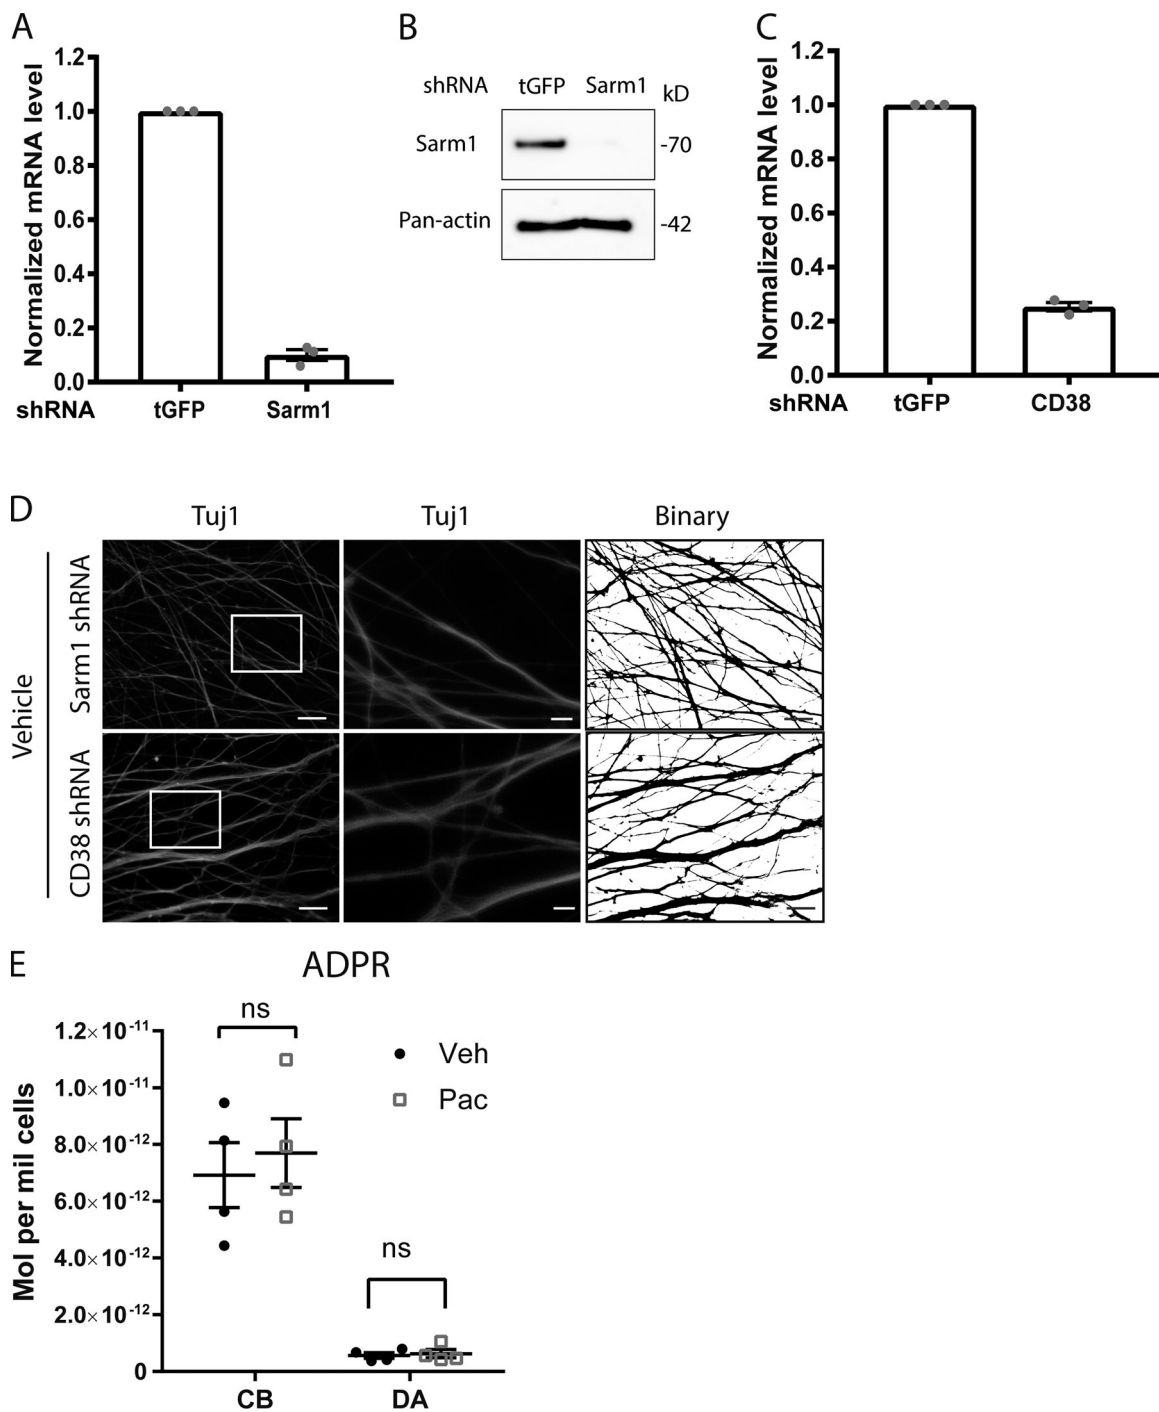 A
Normalized mRNA level
1.2
1.0
0.8
0.6
0.4
0.2
0.0
shRNA tGFP Sarm1
B
shRNA tGFP Sarm1 kD
Sarm1 -70
Pan-actin -42
C
Normalized mRNA level
1.2
1.0
0.8
0.6
0.4
0.2
0.0
shRNA tGFP CD38
D
Tuj1 Tuj1 Binary
Vehicle
Sarm1 shRNA
CD38 shRNA
E
ADPR
Mol per mil cells
1.2×10⁻¹¹
1.0×10⁻¹¹
8.0×10⁻¹²
6.0×10⁻¹²
4.0×10⁻¹²
2.0×10⁻¹²
0
ns
ns
Veh
Pac
CB DA